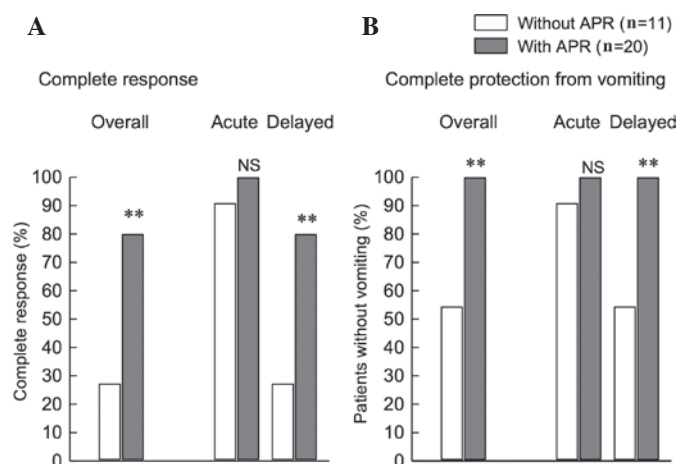 A
B
Without APR (n=11)
With APR (n=20)
Complete response
Complete protection from vomiting
Overall Acute Delayed
Overall Acute Delayed
** NS **
** NS **
Complete response (%)
100
90
80
70
60
50
40
30
20
10
0
Patients without vomiting (%)
100
90
80
70
60
50
40
30
20
10
0